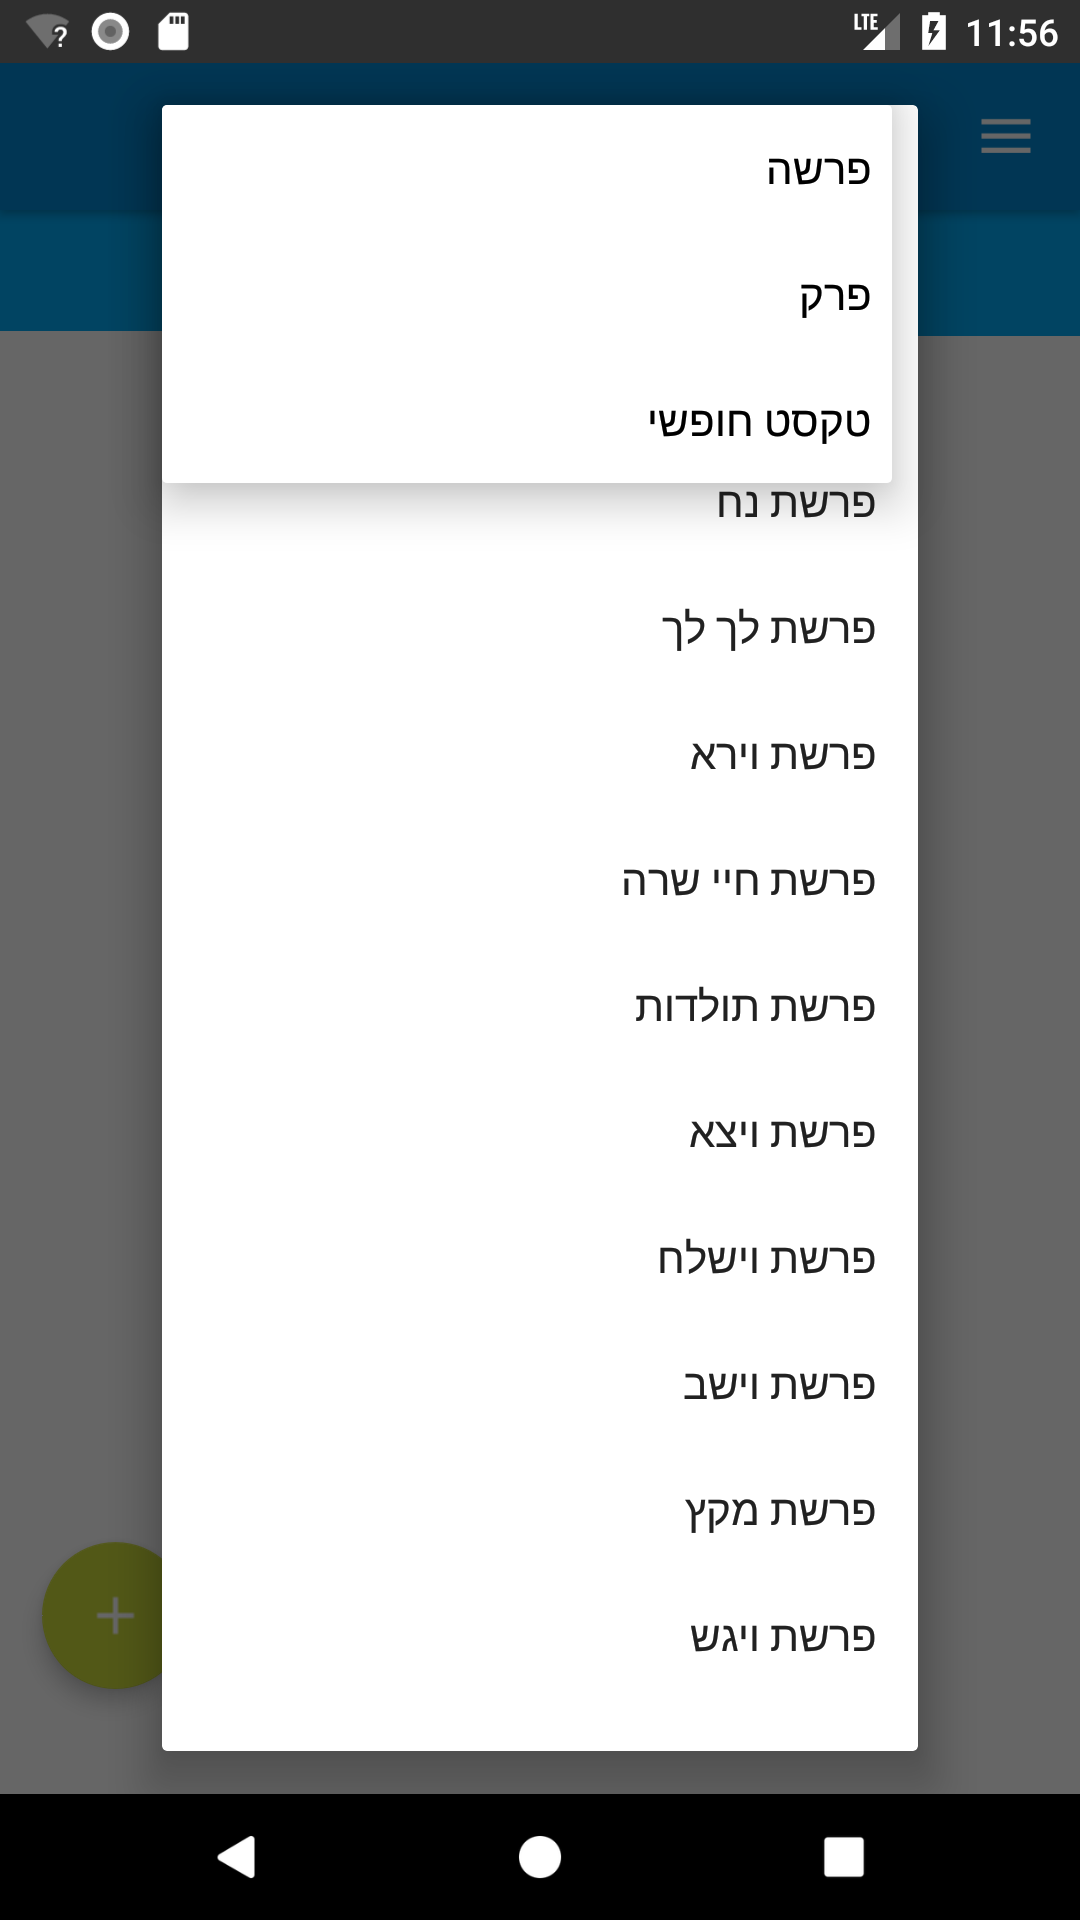 ? LTE 11:56
פרשה
פרק
טקסט חופשי
פרשת נח
פרשת לך לך
פרשת וירא
פרשת חיי שרה
פרשת תולדות
פרשת ויצא
פרשת וישלח
פרשת וישב
פרשת מקץ
פרשת ויגש